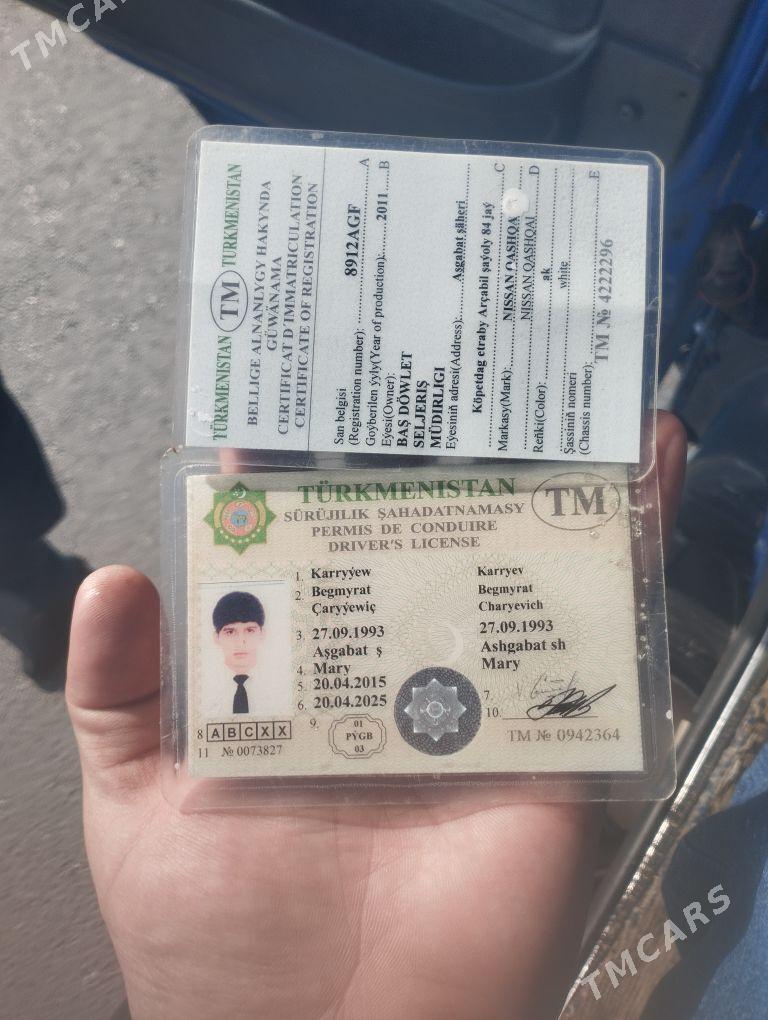 TMCARS
TÜRKMENISTAN TM TURKMENISTAN
BELLIGE ALNANLYGY HAKYNDA
GÜWÄNAMA
CERTIFICAT D'IMMATRICULATION
CERTIFICATE OF REGISTRATION
San belgisi
(Registration number): 8912AGF A
Goýberilen ýyly(Year of production): 2011 B
Eýesi(Owner):
BAŞ DÖWLET
SELJERIŞ
MÜDIRLIGI
Eýesiniň adresi(Address): Aşgabat şäheri
Köpetdag etraby Arçabil şaýoly 84 jaý
Markasy(Mark): NISSAN QASHQAI C
NISSAN QASHQAI
Reňki(Color): ak D
white
Şassiniň nomeri
(Chassis number): E
TM № 4222296
TÜRKMENISTAN TM
SÜRÜJILIK ŞAHADATNAMASY
PERMIS DE CONDUIRE
DRIVER'S LICENSE
1. Karryýew Karryev
2. Begmyrat Begmyrat
Çaryýewiç Charyevich
3. 27.09.1993 27.09.1993
Aşgabat ş Ashgabat sh
4. Mary Mary
5. 20.04.2015
6. 20.04.2025 7.
8 A B C X X 9. 01 PÝGB 03 10.
11 № 0073827 TM № 0942364
TMCARS